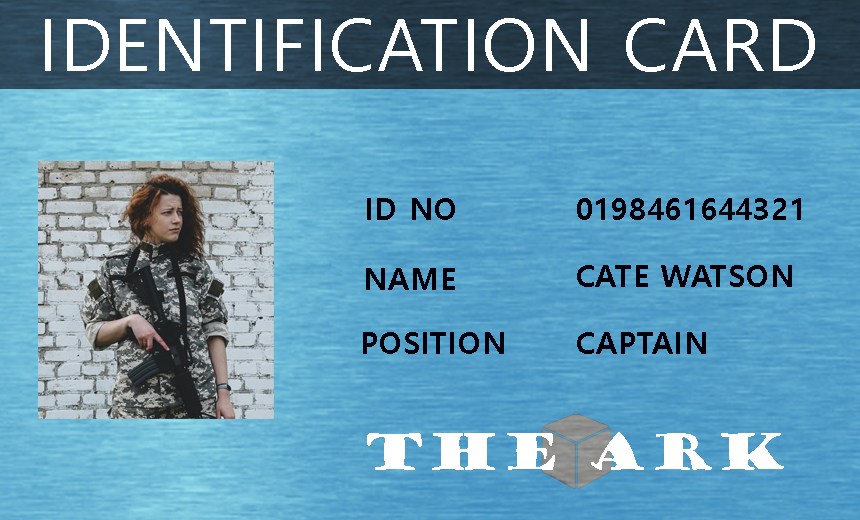 IDENTIFICATION CARD
ID NO 0198461644321
NAME CATE WATSON
POSITION CAPTAIN
THE ARK